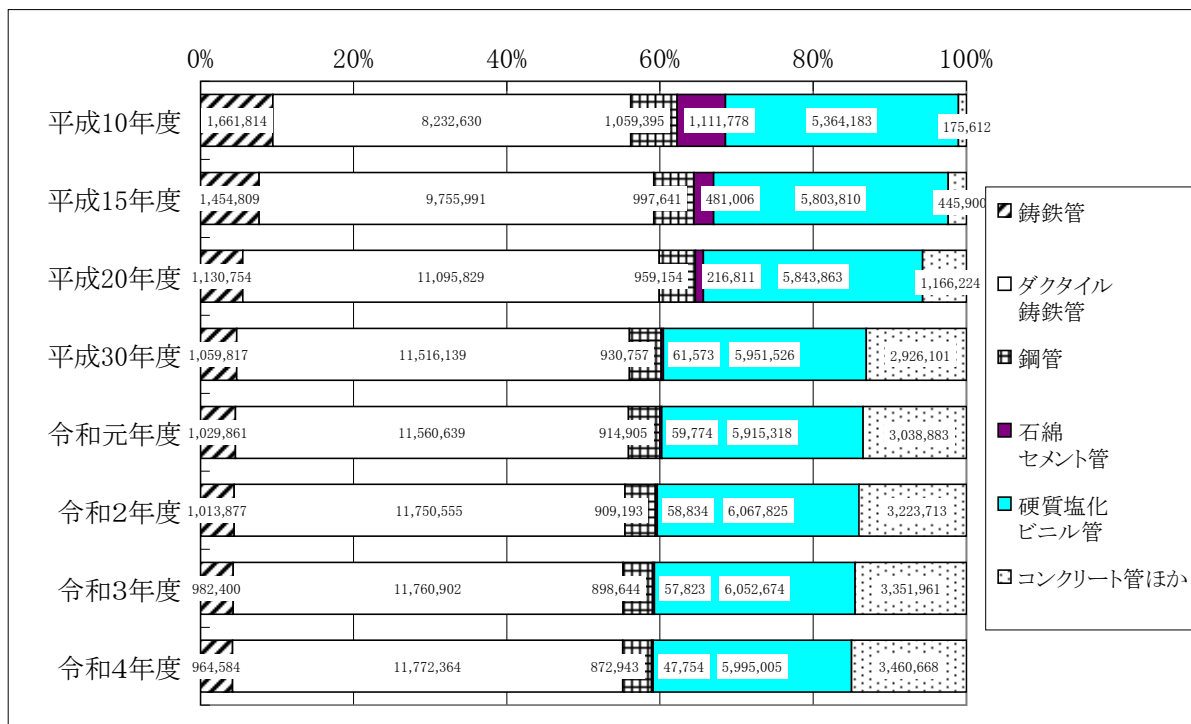 0% 20% 40% 60% 80% 100%
平成10年度 1,661,814 8,232,630 1,059,395 1,111,778 5,364,183 175,612
平成15年度 1,454,809 9,755,991 997,641 481,006 5,803,810 445,900
平成20年度 1,130,754 11,095,829 959,154 216,811 5,843,863 1,166,224
平成30年度 1,059,817 11,516,139 930,757 61,573 5,951,526 2,926,101
令和元年度 1,029,861 11,560,639 914,905 59,774 5,915,318 3,038,883
令和2年度 1,013,877 11,750,555 909,193 58,834 6,067,825 3,223,713
令和3年度 982,400 11,760,902 898,644 57,823 6,052,674 3,351,961
令和4年度 964,584 11,772,364 872,943 47,754 5,995,005 3,460,668
鋳鉄管
ダクタイル
鋳鉄管
鋼管
石綿
セメント管
硬質塩化
ビニル管
コンクリート管ほか